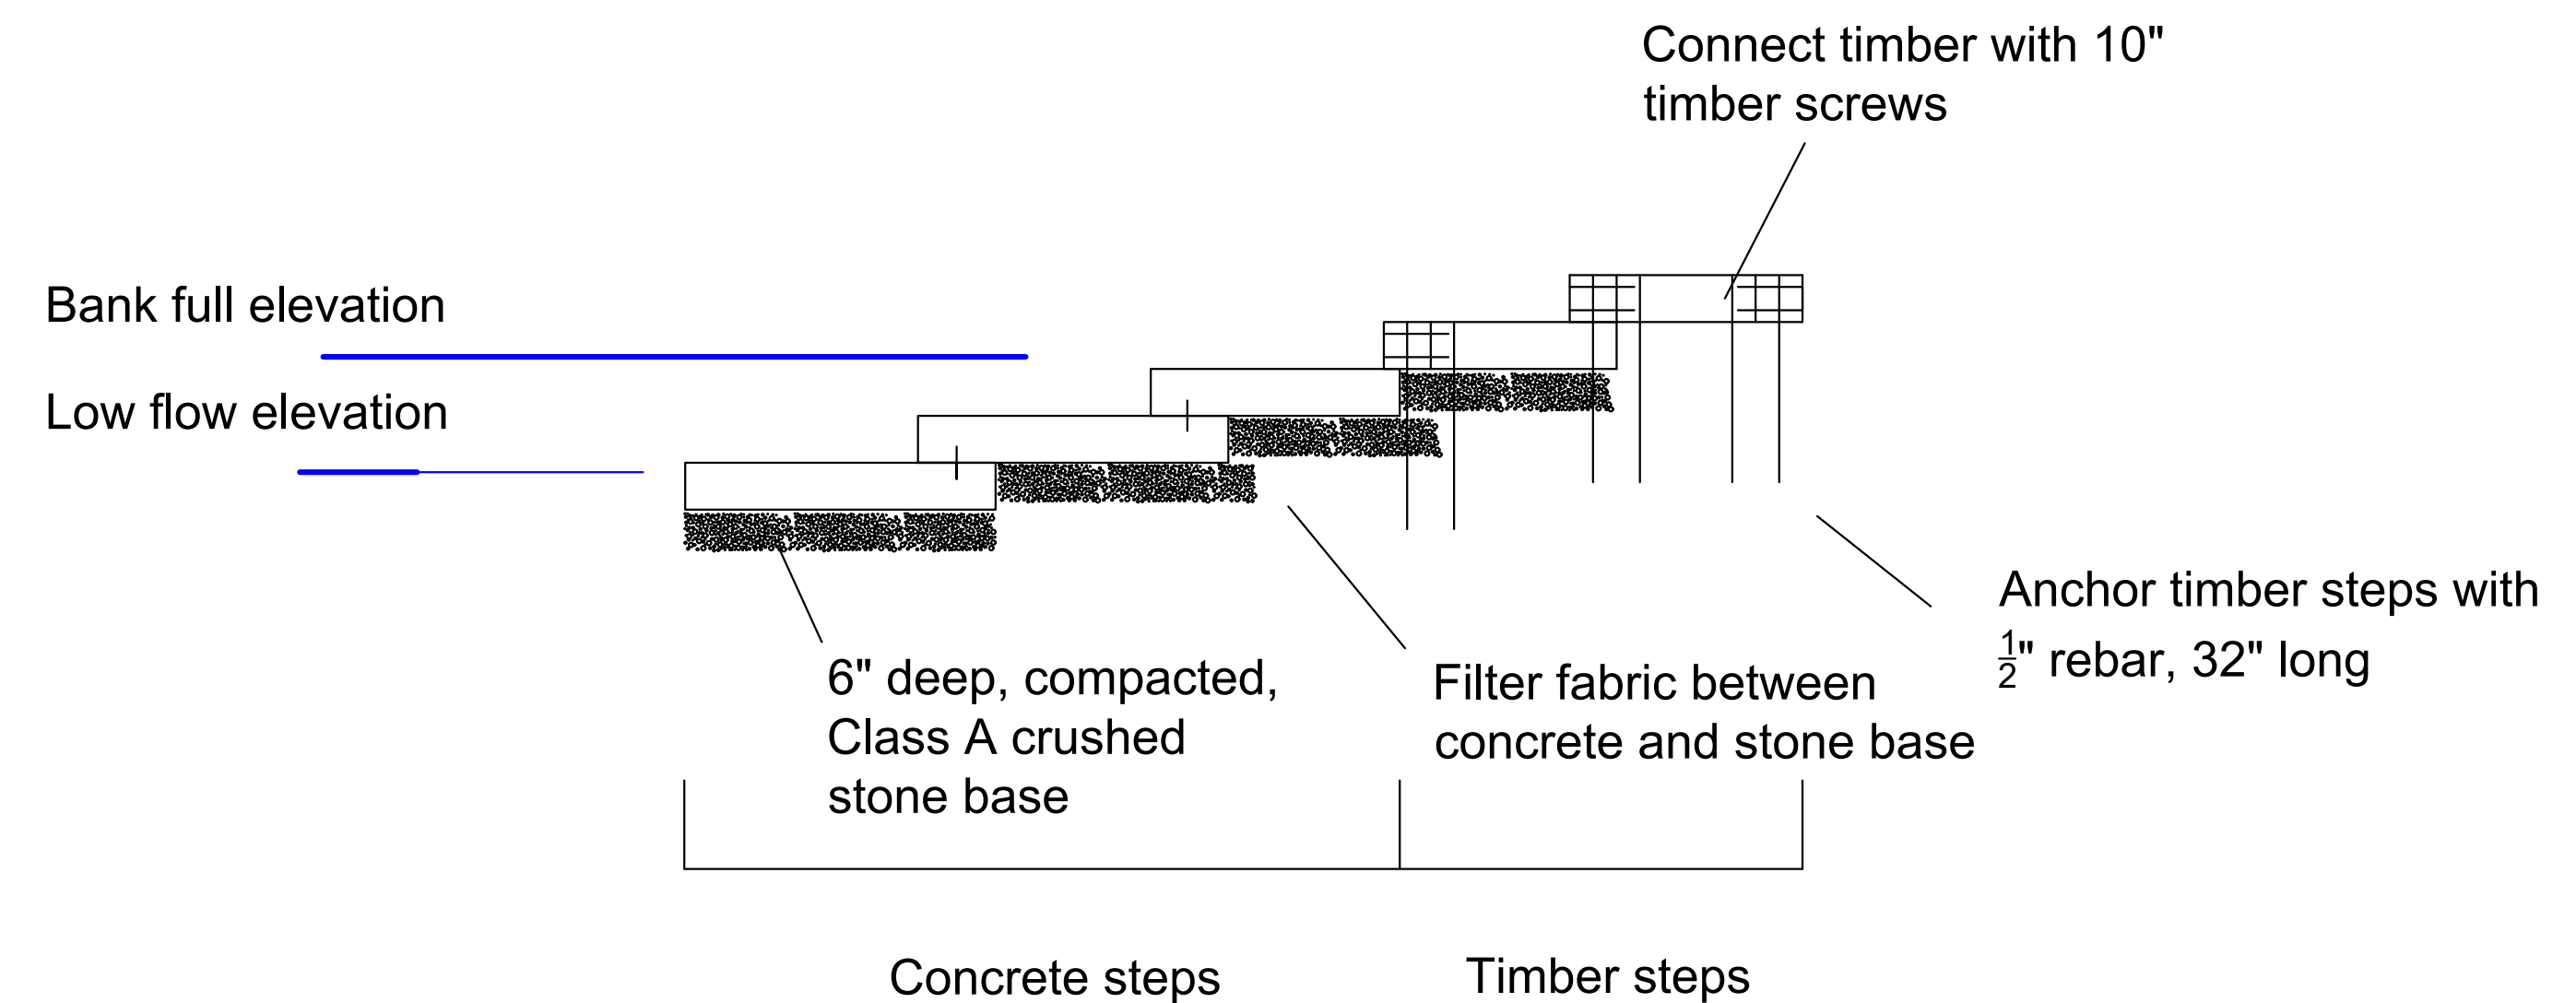 Connect timber with 10"
timber screws
Bank full elevation
Low flow elevation
Anchor timber steps with
½" rebar, 32" long
6" deep, compacted,
Class A crushed
stone base
Filter fabric between
concrete and stone base
Concrete steps
Timber steps